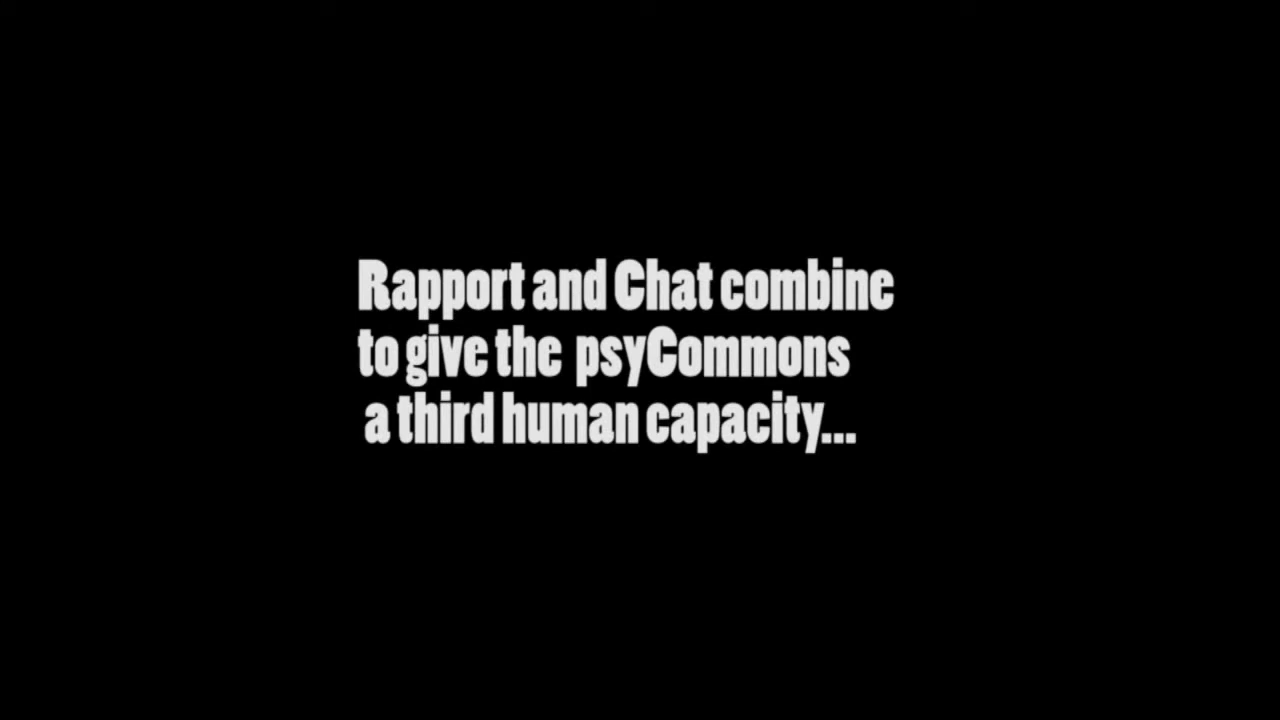 Rapport and Chat combine
to give the psyCommons
a third human capacity...